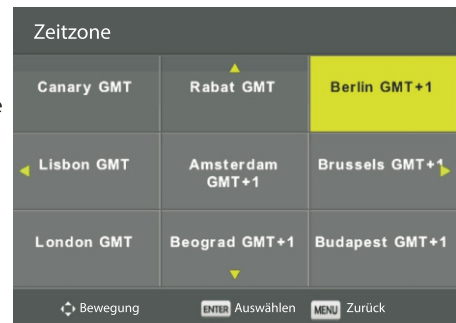 Zeitzone
Canary GMT
Rabat GMT
Berlin GMT+1
Lisbon GMT
Amsterdam
GMT+1
Brussels GMT+1
London GMT
Beograd GMT+1
Budapest GMT+1
Bewegung
ENTER Auswählen
MENU Zurück
e